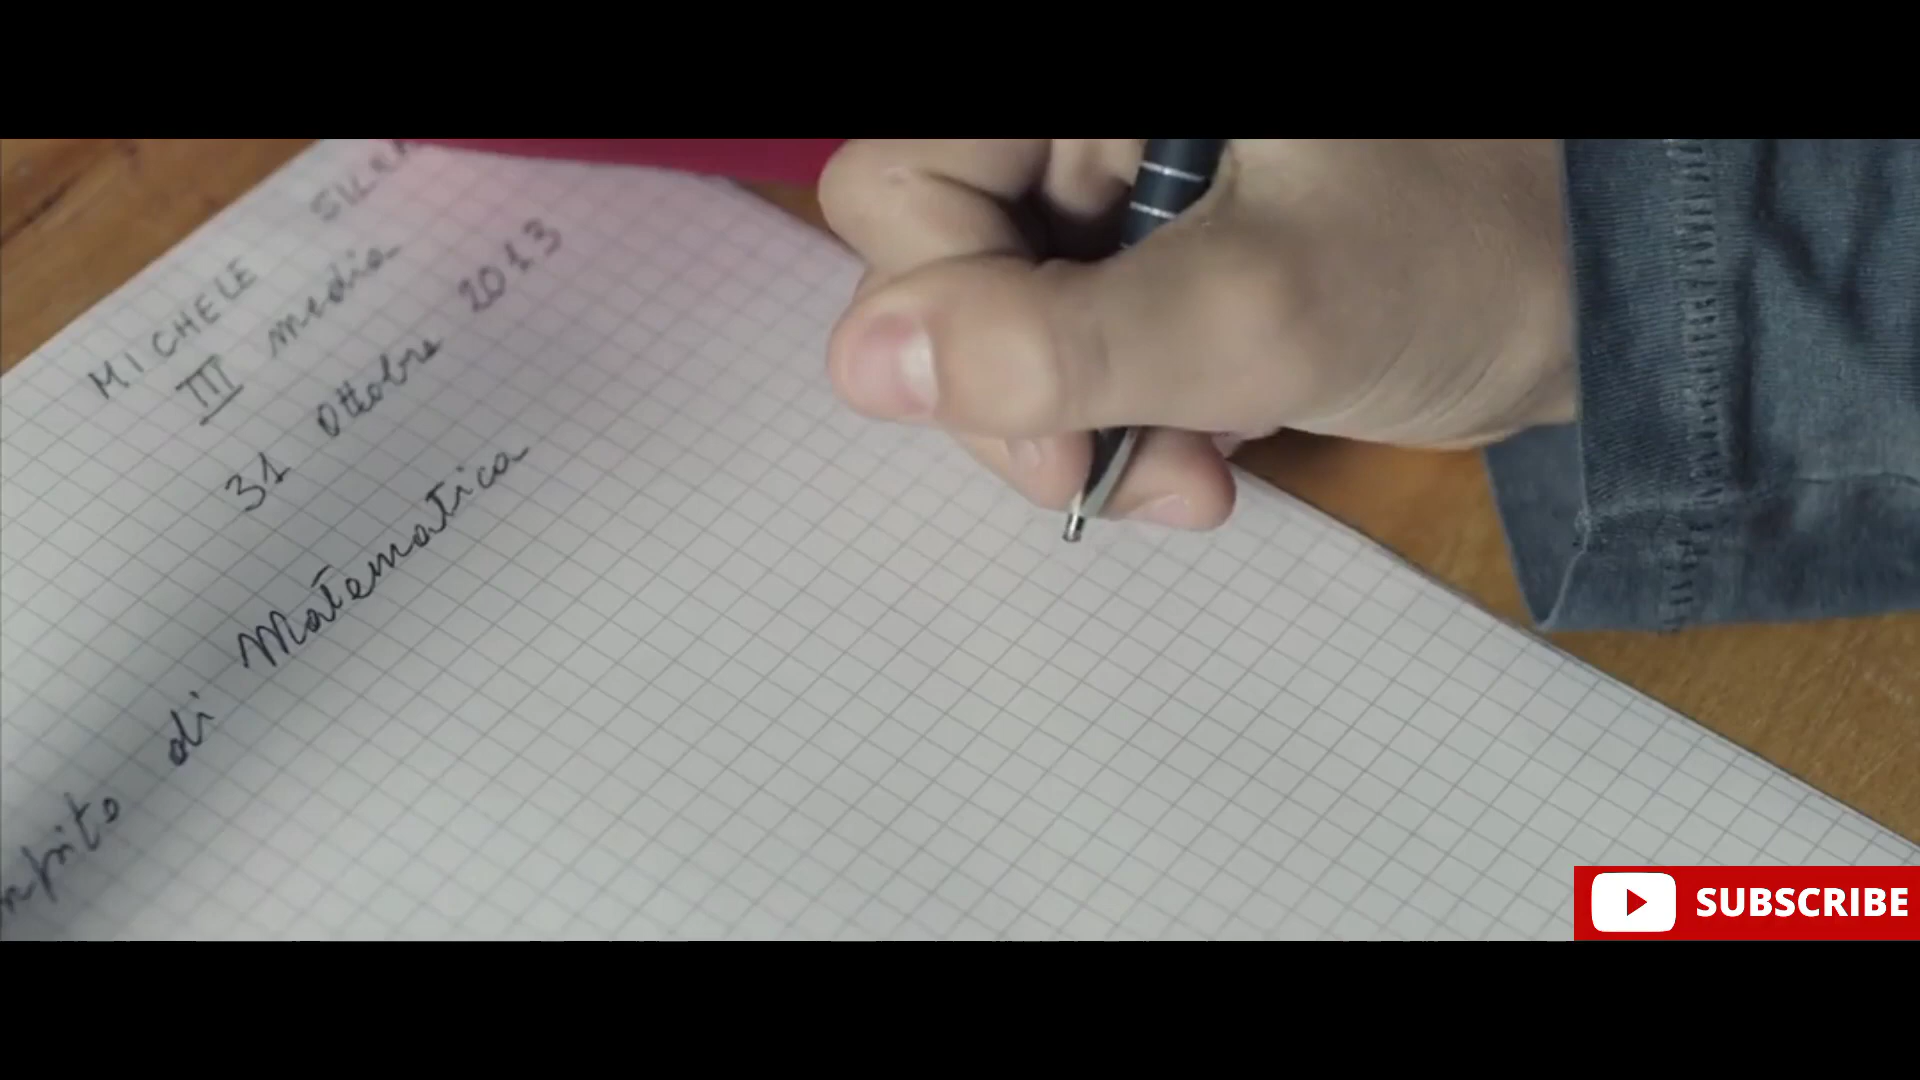 MICHELE
III media
31 Ottobre 2013
di Matematica
SUBSCRIBE